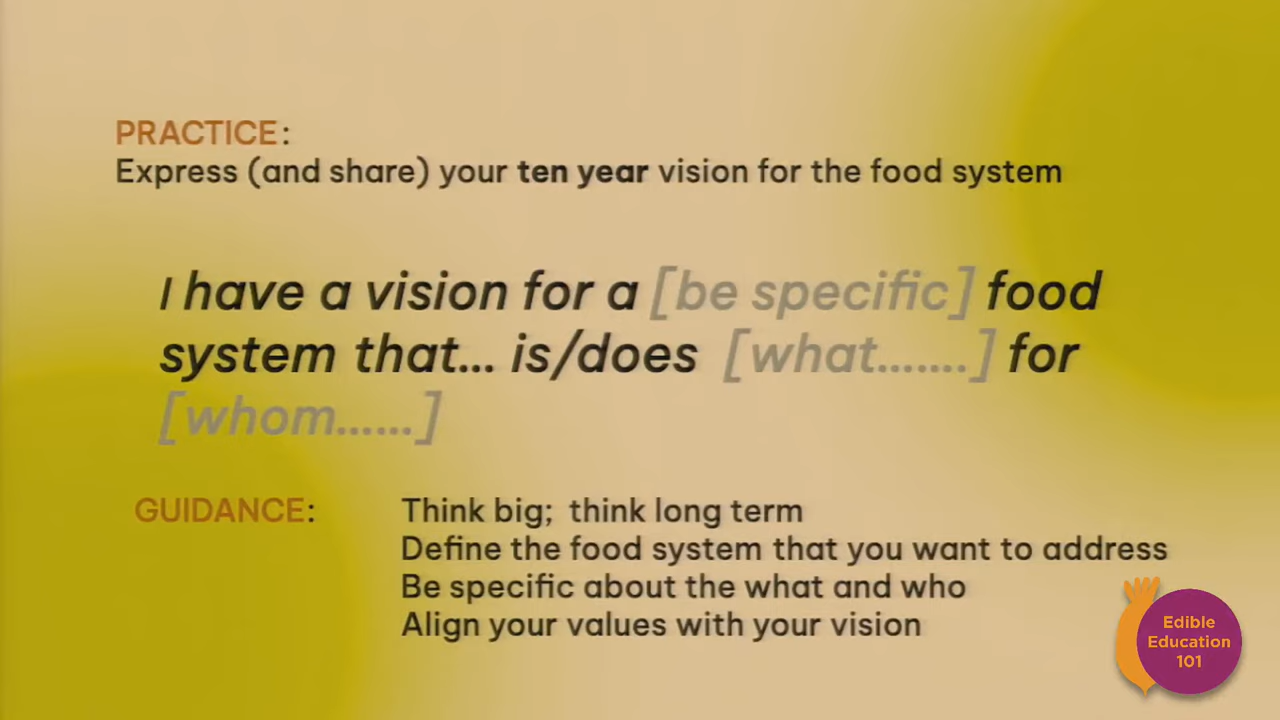 PRACTICE:
Express (and share) your ten year vision for the food system
I have a vision for a [be specific] food
system that... is/does [what.......] for
[whom......]
GUIDANCE: Think big; think long term
Define the food system that you want to address
Be specific about the what and who
Align your values with your vision
Edible
Education
101